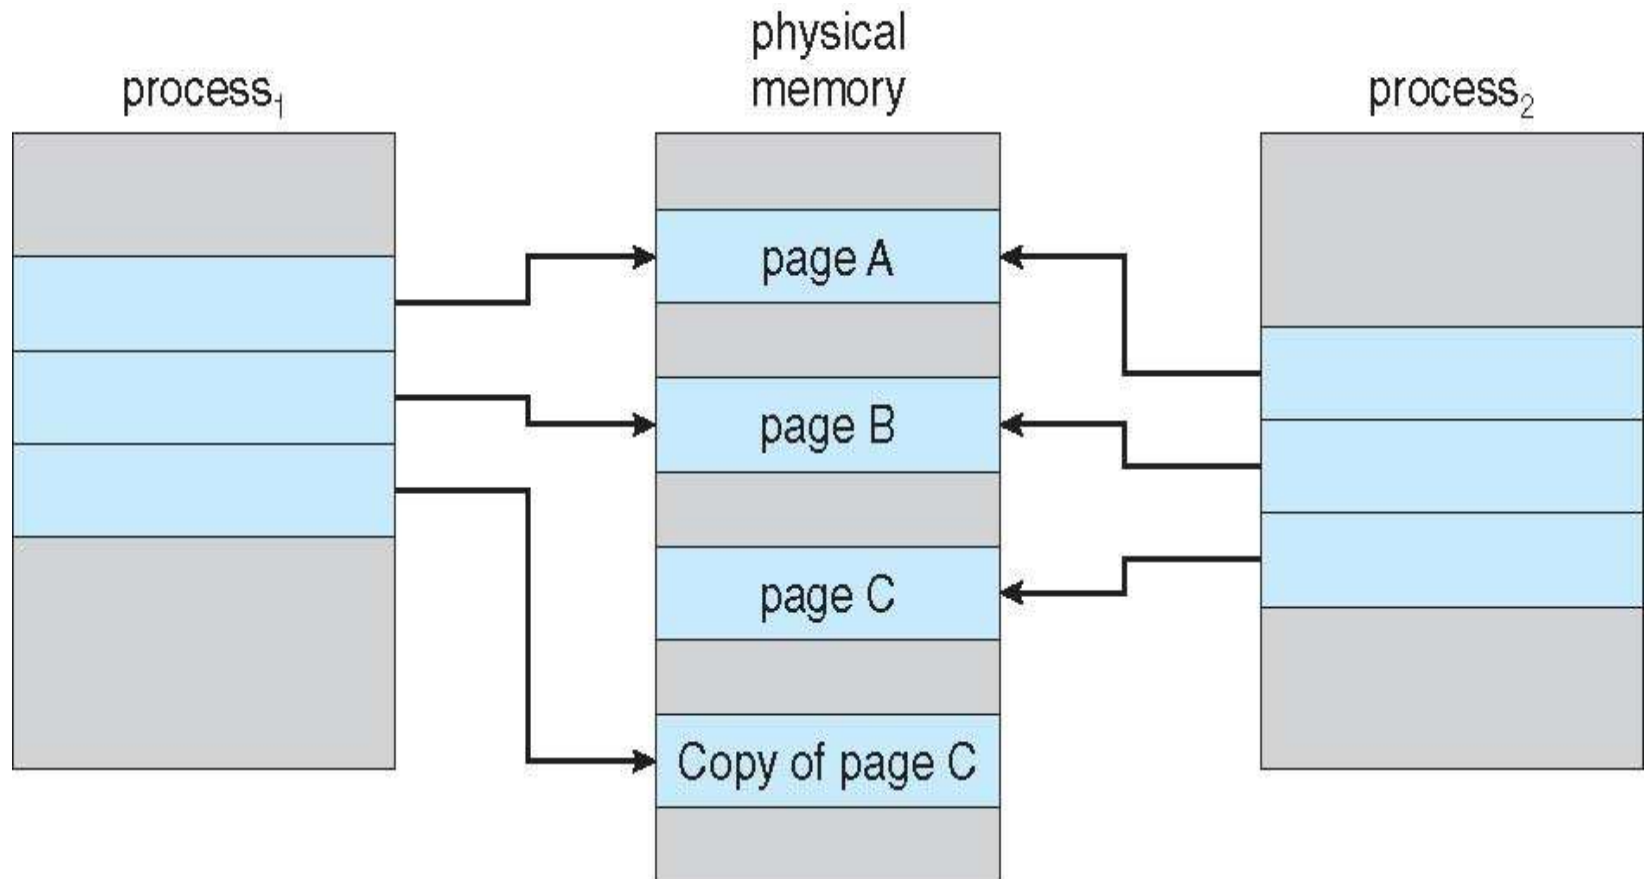 physical
memory
process₁
process₂
page A
page B
page C
Copy of page C